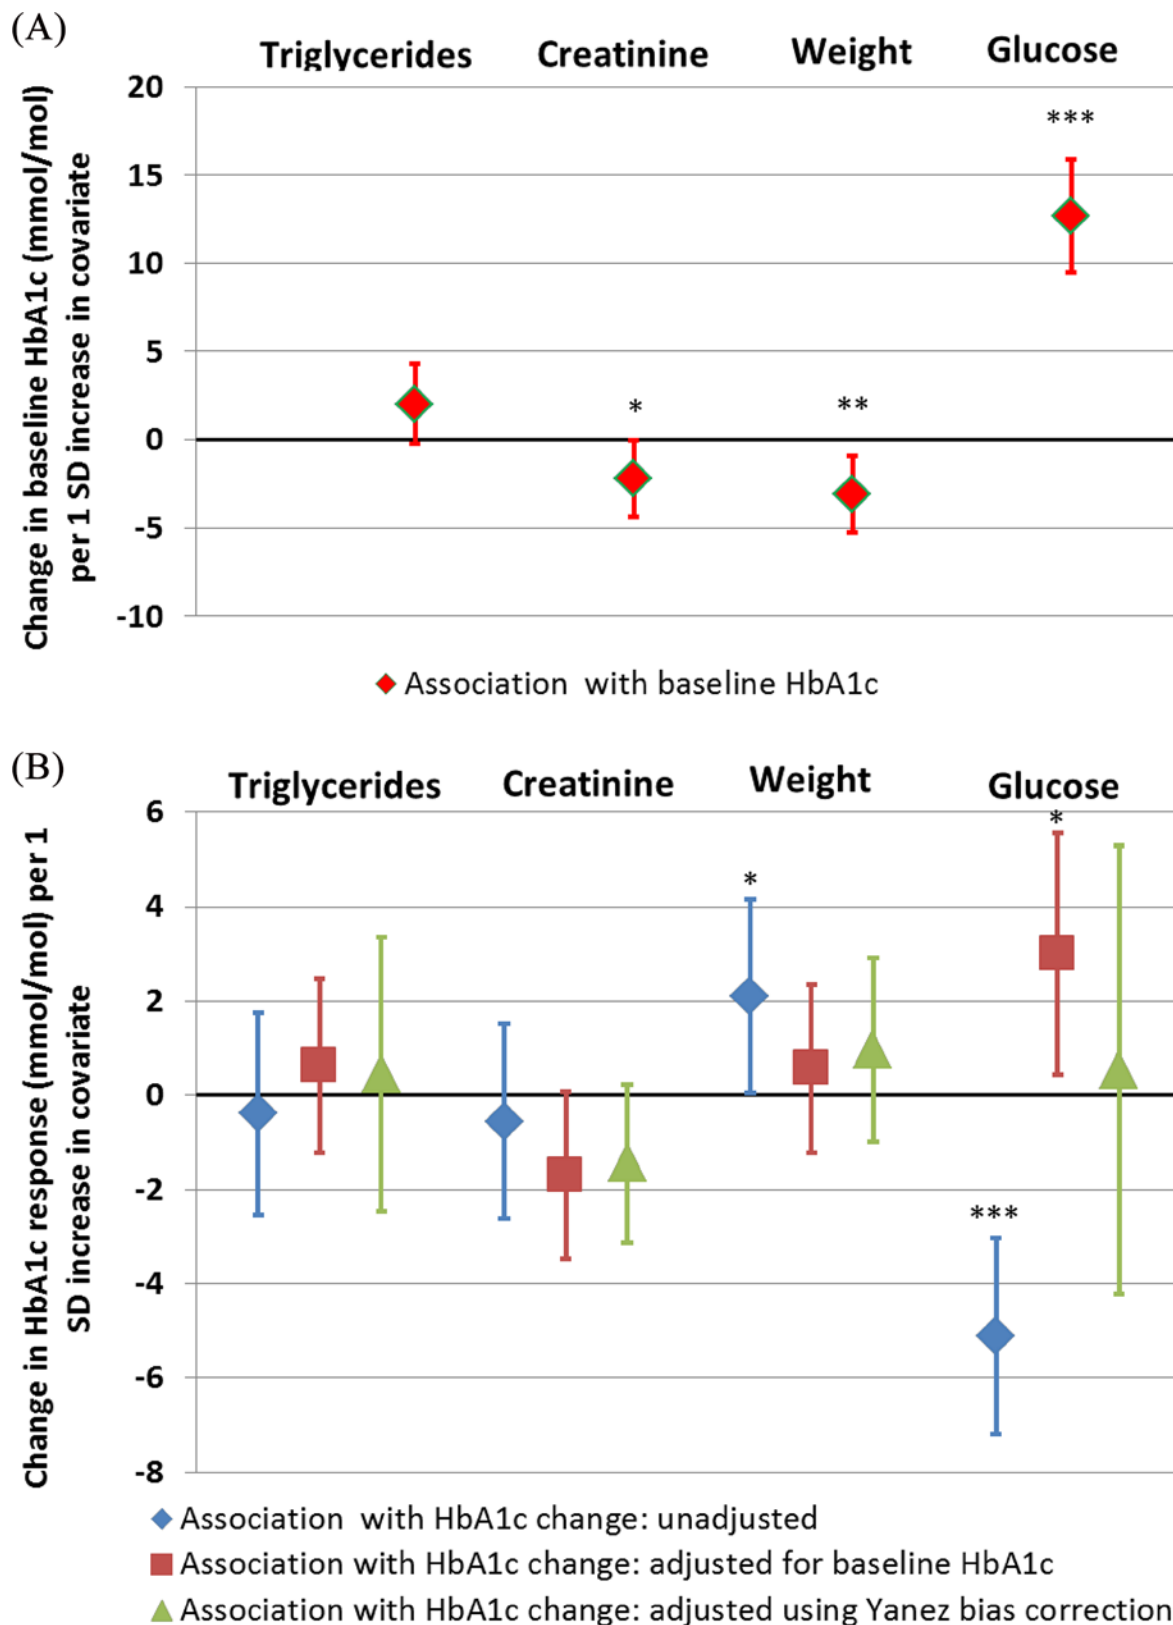 (A)
Triglycerides Creatinine Weight Glucose
Change in baseline HbA1c (mmol/mol)
per 1 SD increase in covariate
20
15
10
5
0
-5
-10
***
*
**
Association with baseline HbA1c
(B)
Triglycerides Creatinine Weight Glucose
Change in HbA1c response (mmol/mol) per 1
SD increase in covariate
6
4
2
0
-2
-4
-6
-8
*
*
***
Association with HbA1c change: unadjusted
Association with HbA1c change: adjusted for baseline HbA1c
Association with HbA1c change: adjusted using Yanez bias correction